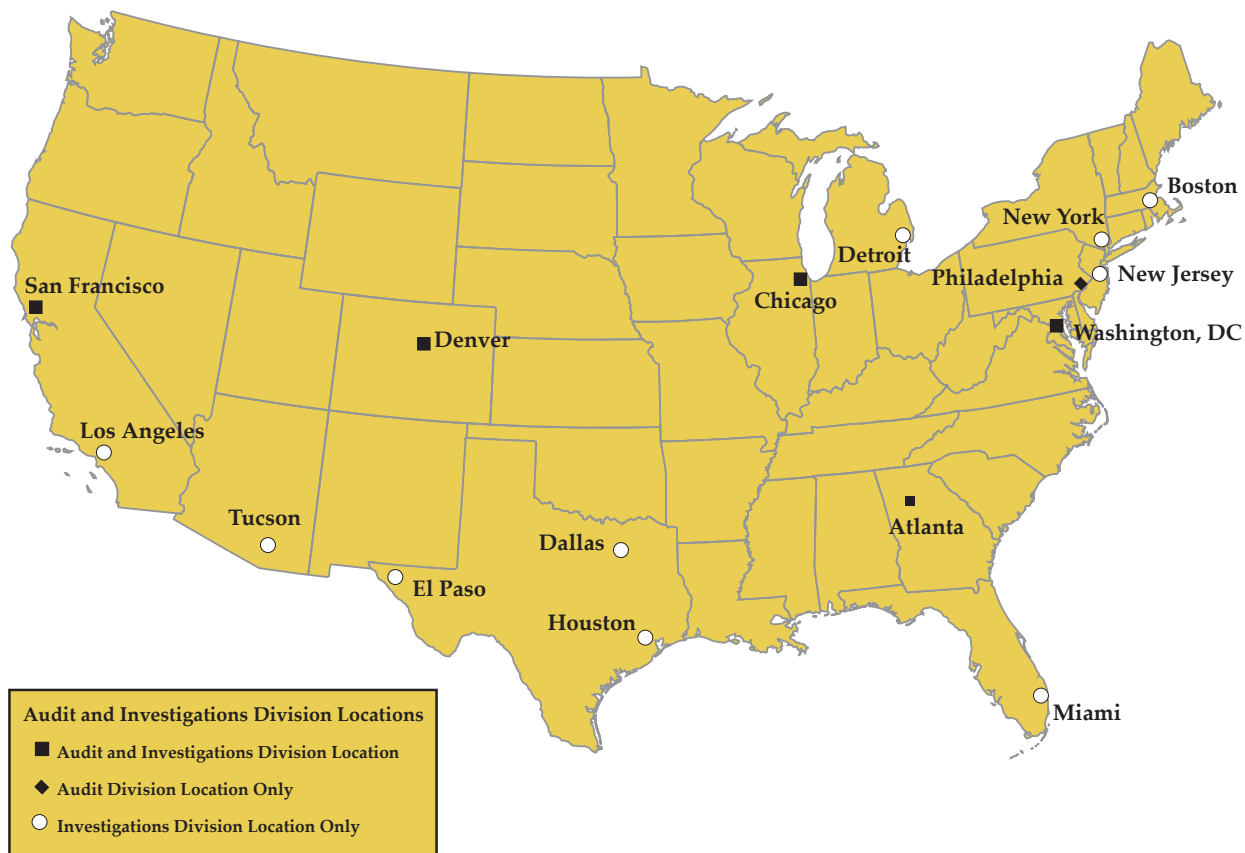 Boston
New York
Detroit
Philadelphia
New Jersey
San Francisco
Chicago
Washington, DC
Denver
Los Angeles
Tucson
Atlanta
Dallas
El Paso
Houston
Miami
Audit and Investigations Division Locations
Audit and Investigations Division Location
Audit Division Location Only
Investigations Division Location Only